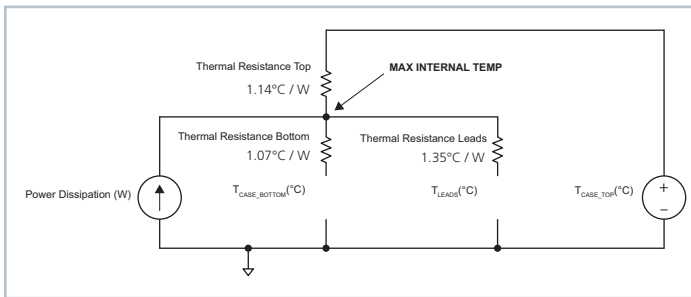 Thermal Resistance Top
MAX INTERNAL TEMP
1.14°C / W
Thermal Resistance Bottom
Thermal Resistance Leads
1.07°C / W
1.35°C / W
Power Dissipation (W)
TCASE_BOTTOM(°C)
TLEADS(°C)
TCASE_TOP(°C)
+
–